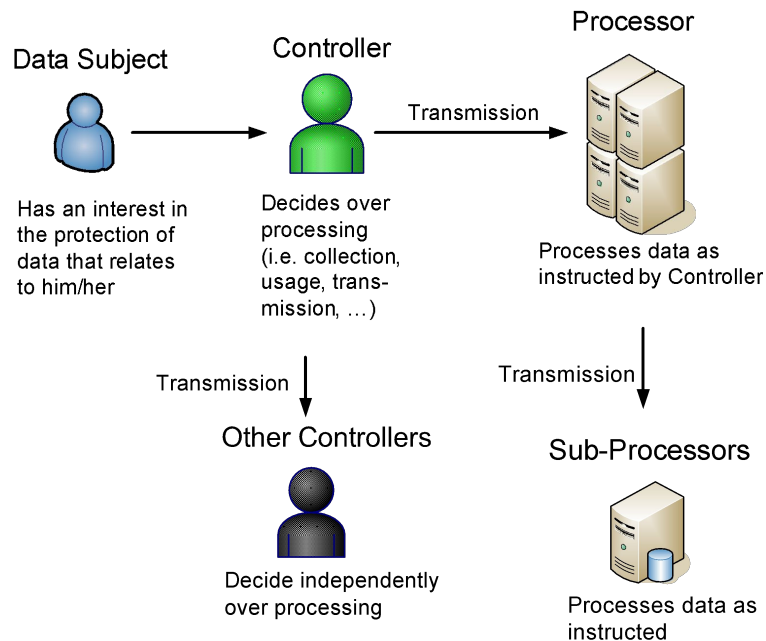 Data Subject
Has an interest in
the protection of
data that relates
to him/her
Controller
Decides over
processing
(i.e. collection,
usage, trans-
mission, …)
Transmission
Processor
Processes data as
instructed by Controller
Transmission
Other Controllers
Decide independently
over processing
Transmission
Sub-Processors
Processes data as
instructed